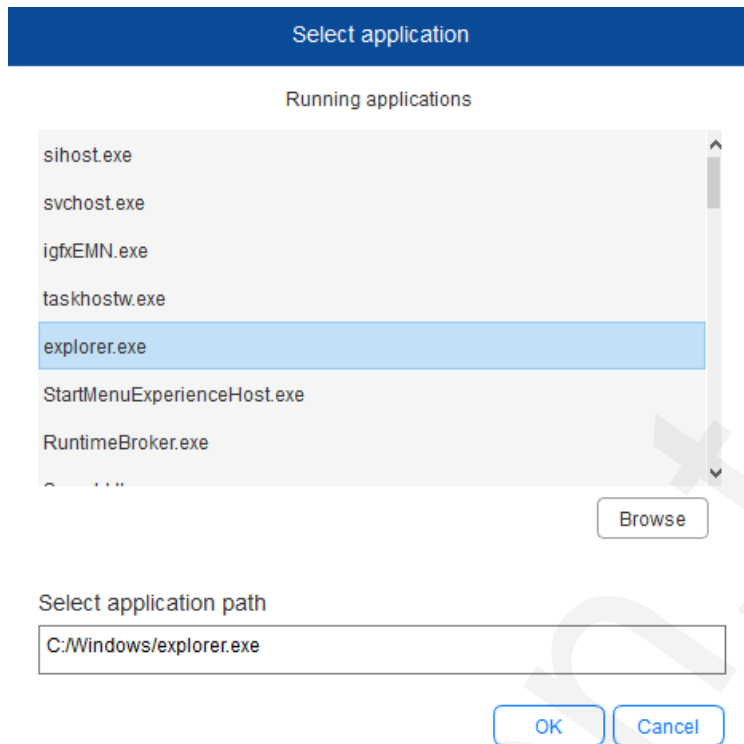 Select application
Running applications
sihost.exe
svchost.exe
igfxEMN.exe
taskhostw.exe
explorer.exe
StartMenuExperienceHost.exe
RuntimeBroker.exe
Browse
Select application path
C:/Windows/explorer.exe
OK
Cancel